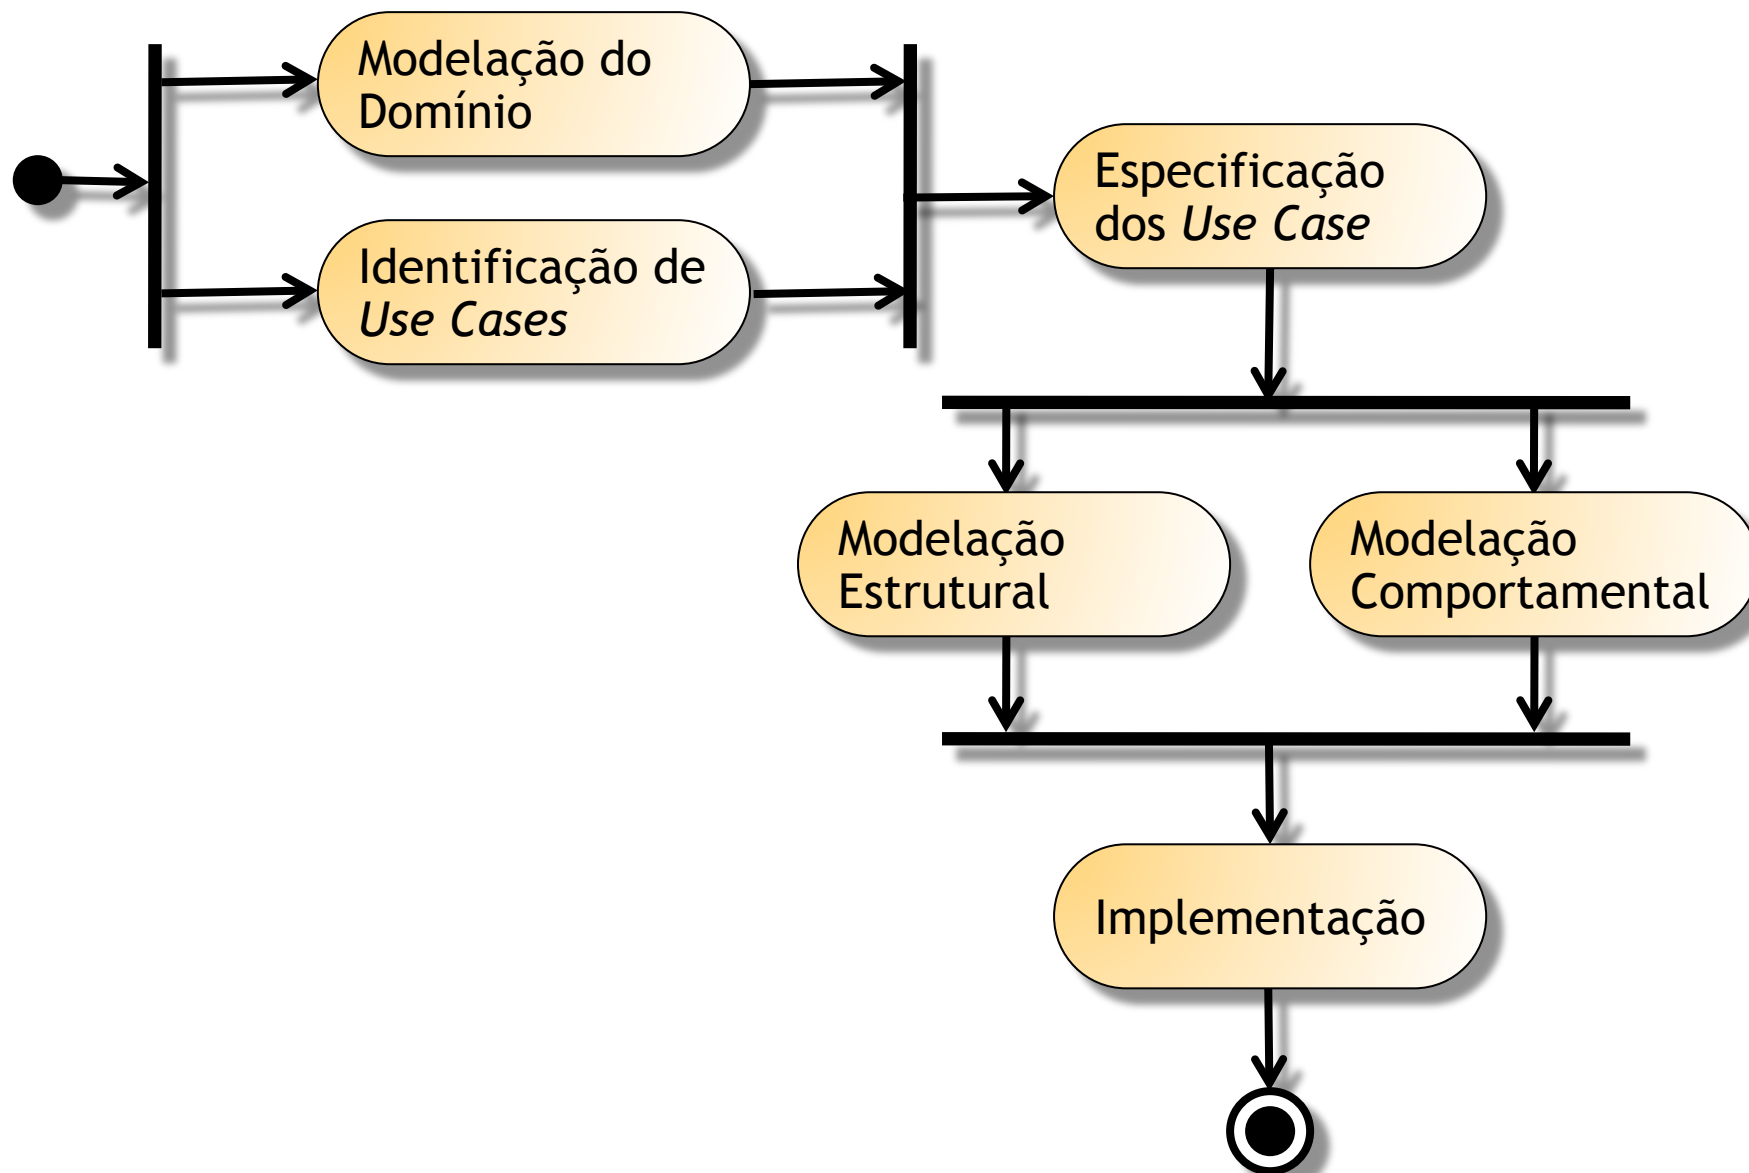 Modelação do
Domínio
Identificação de
Use Cases
Especificação
dos Use Case
Modelação
Estrutural
Modelação
Comportamental
Implementação